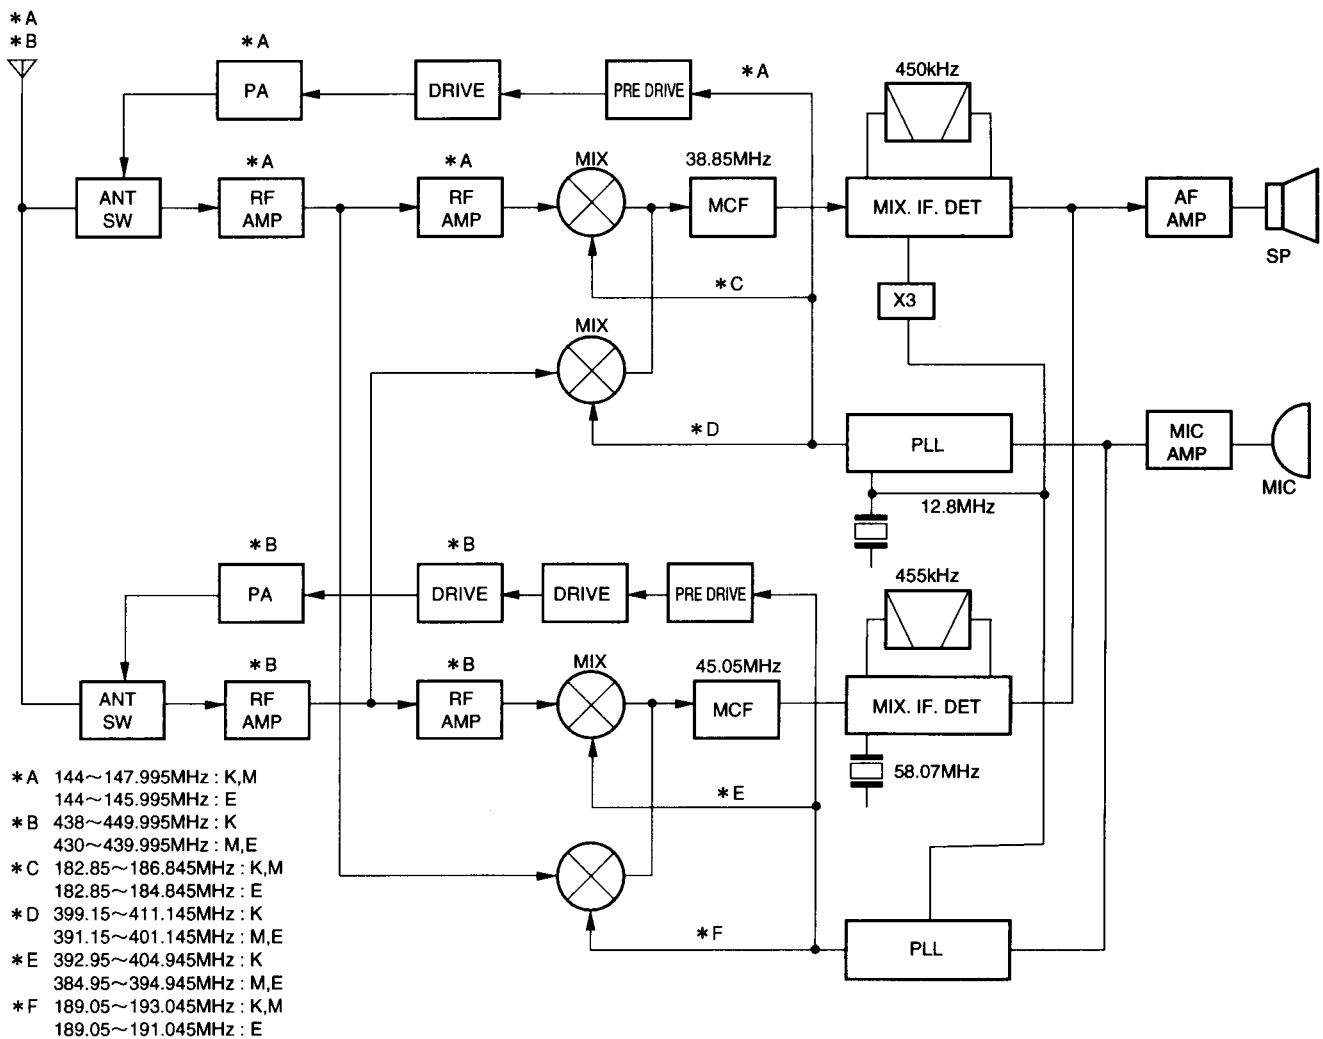 *A
*B
*A
PA
DRIVE
PRE DRIVE
*A
450kHz
ANT
SW
*A
RF
AMP
*A
RF
AMP
MIX
38.85MHz
MCF
MIX. IF. DET
AF
AMP
SP
*C
X3
MIX
*D
PLL
MIC
AMP
MIC
12.8MHz
*B
PA
*B
DRIVE
DRIVE
PRE DRIVE
455kHz
ANT
SW
*B
RF
AMP
*B
RF
AMP
MIX
45.05MHz
MCF
MIX. IF. DET
58.07MHz
*E
*F
PLL
*A 144~147.995MHz : K,M
144~145.995MHz : E
*B 438~449.995MHz : K
430~439.995MHz : M,E
*C 182.85~186.845MHz : K,M
182.85~184.845MHz : E
*D 399.15~411.145MHz : K
391.15~401.145MHz : M,E
*E 392.95~404.945MHz : K
384.95~394.945MHz : M,E
*F 189.05~193.045MHz : K,M
189.05~191.045MHz : E